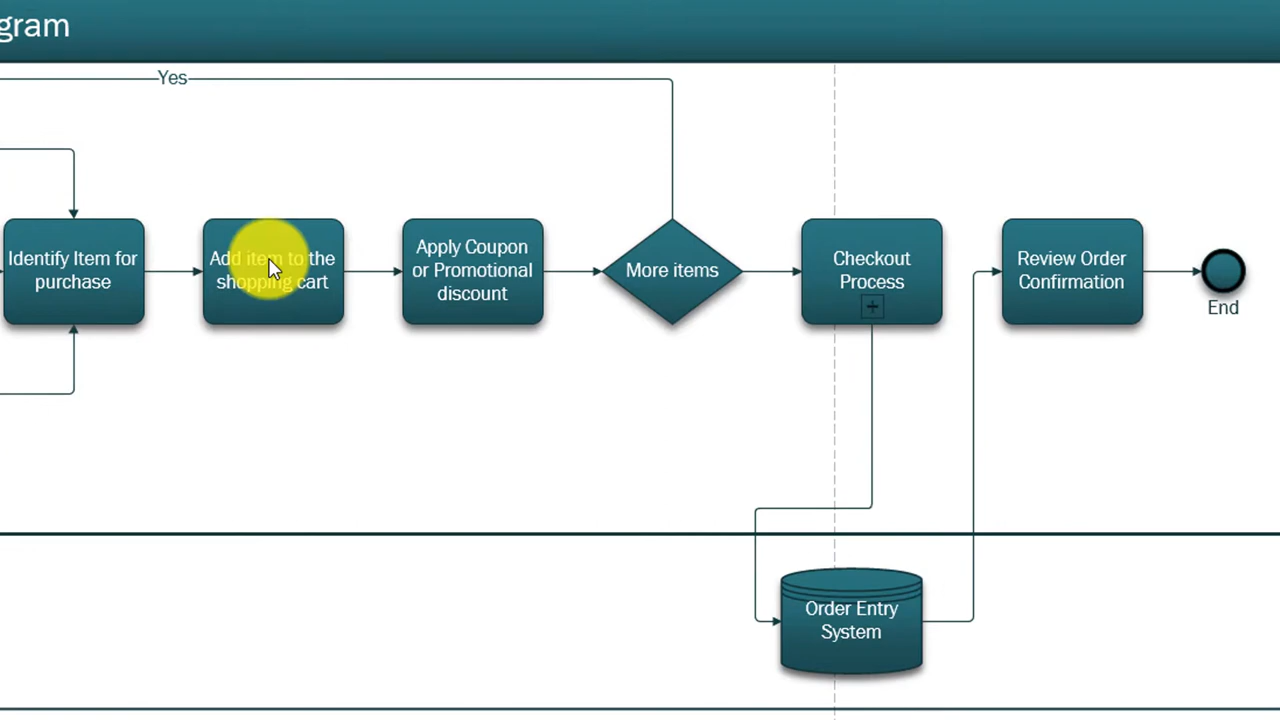 gram
Yes
Identify Item for
purchase
Add item to the
shopping cart
Apply Coupon
or Promotional
discount
More items
Checkout
Process
Review Order
Confirmation
End
Order Entry
System